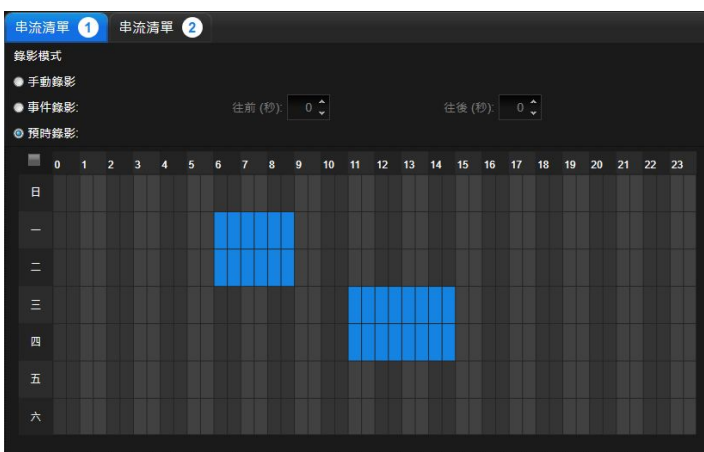 串流清單 1 串流清單 2
錄影模式
手動錄影
事件錄影: 往前 (秒): 0 往後 (秒): 0
預時錄影:
0 1 2 3 4 5 6 7 8 9 10 11 12 13 14 15 16 17 18 19 20 21 22 23
日
一
二
三
四
五
六